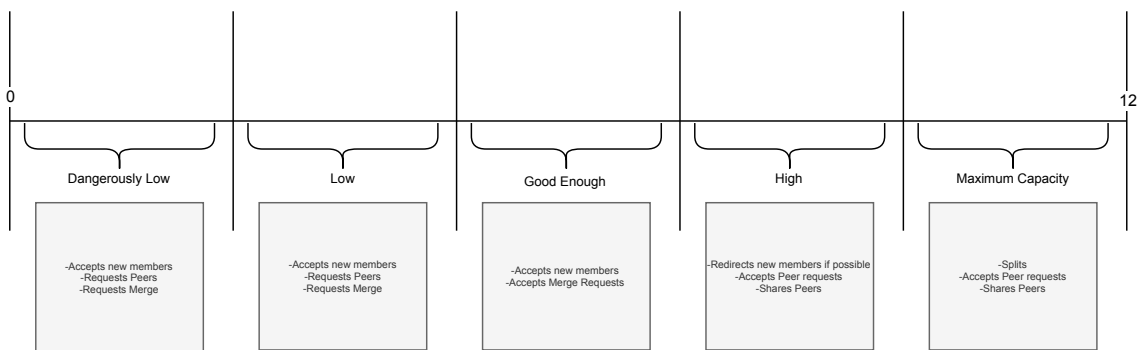 0
12
Dangerously Low
Low
Good Enough
High
Maximum Capacity
-Accepts new members
-Requests Peers
-Requests Merge
-Accepts new members
-Requests Peers
-Requests Merge
-Accepts new members
-Accepts Merge Requests
-Redirects new members if possible
-Accepts Peer requests
-Shares Peers
-Splits
-Accepts Peer requests
-Shares Peers